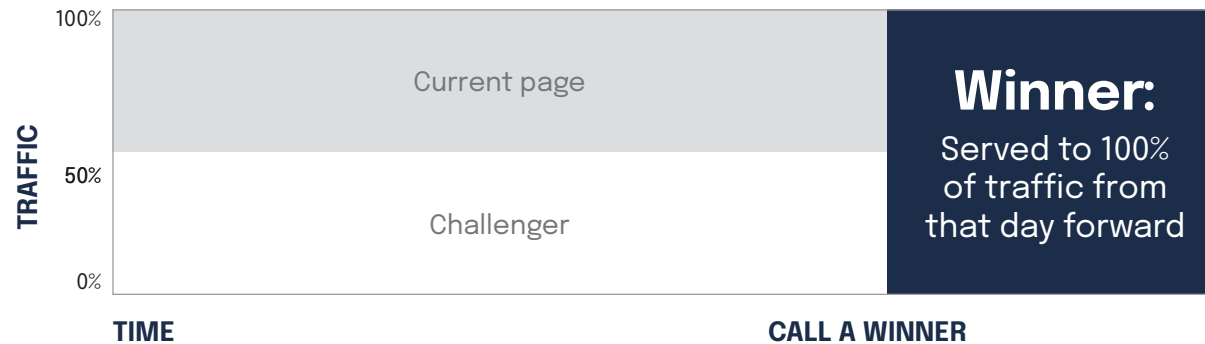 100%
Current page
Winner:
Served to 100%
of traffic from
that day forward
TRAFFIC
50%
Challenger
0%
TIME
CALL A WINNER